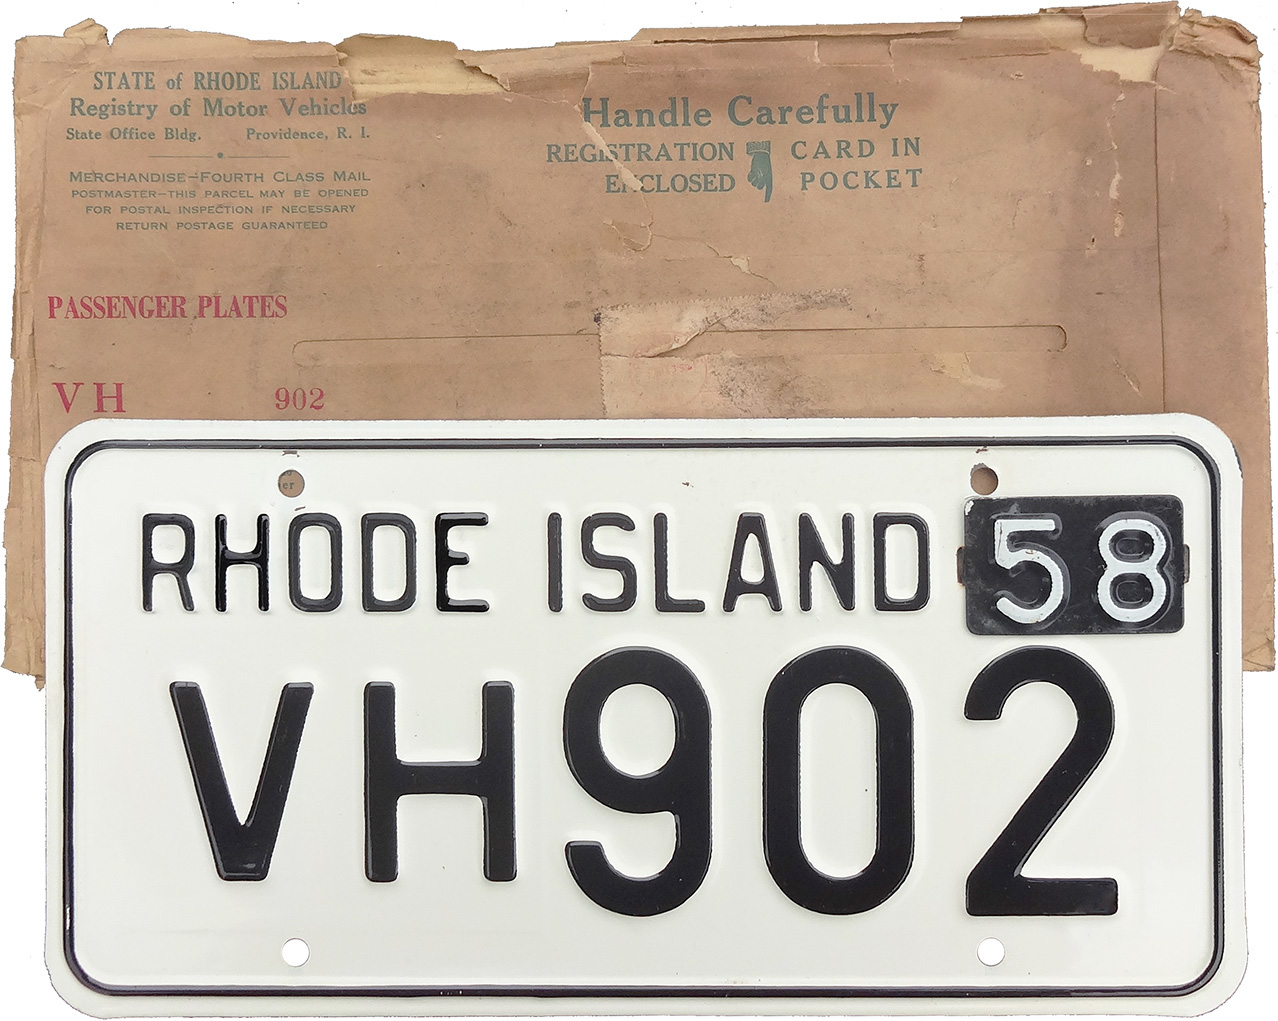 STATE of RHODE ISLAND
Registry of Motor Vehicles
State Office Bldg. Providence, R. I.
MERCHANDISE—FOURTH CLASS MAIL
POSTMASTER—THIS PARCEL MAY BE OPENED
FOR POSTAL INSPECTION IF NECESSARY
RETURN POSTAGE GUARANTEED
Handle Carefully
REGISTRATION CARD IN
ENCLOSED POCKET
PASSENGER PLATES
VH 902
er
RHODE ISLAND
58
VH902